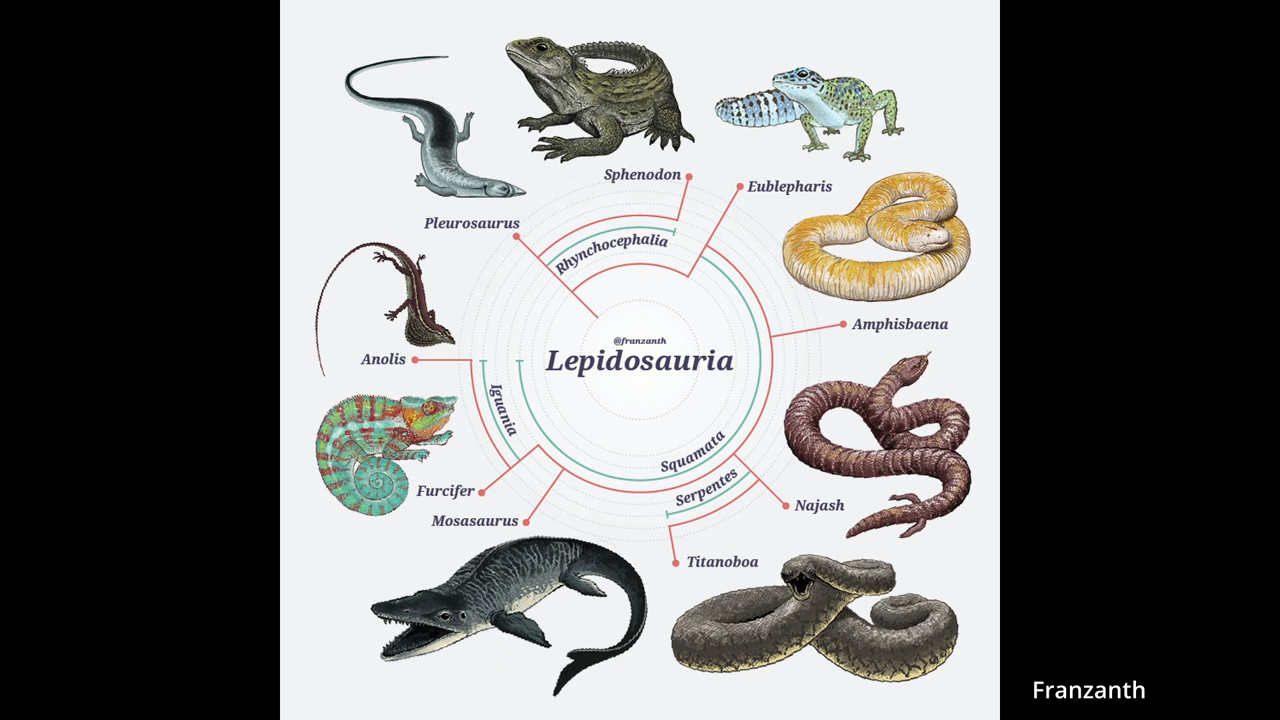 Sphenodon
Eublepharis
Pleurosaurus
Rhynchocephalia
Amphisbaena
@franzanth
Lepidosauria
Anolis
Iguania
Squamata
Serpentes
Furcifer
Najash
Mosasaurus
Titanoboa
Franzanth